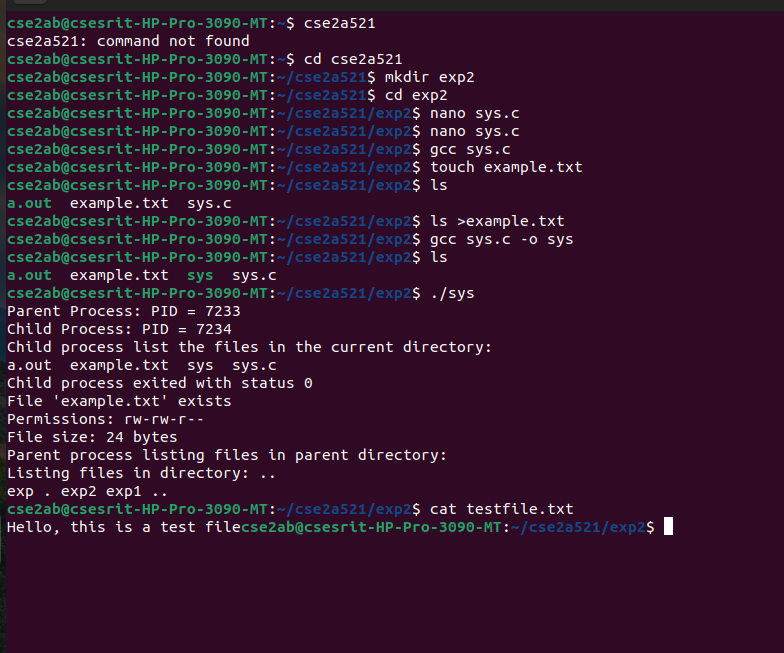 cse2ab@csesrit-HP-Pro-3090-MT:~$ cse2a521
cse2a521: command not found
cse2ab@csesrit-HP-Pro-3090-MT:~$ cd cse2a521
cse2ab@csesrit-HP-Pro-3090-MT:~/cse2a521$ mkdir exp2
cse2ab@csesrit-HP-Pro-3090-MT:~/cse2a521$ cd exp2
cse2ab@csesrit-HP-Pro-3090-MT:~/cse2a521/exp2$ nano sys.c
cse2ab@csesrit-HP-Pro-3090-MT:~/cse2a521/exp2$ nano sys.c
cse2ab@csesrit-HP-Pro-3090-MT:~/cse2a521/exp2$ gcc sys.c
cse2ab@csesrit-HP-Pro-3090-MT:~/cse2a521/exp2$ touch example.txt
cse2ab@csesrit-HP-Pro-3090-MT:~/cse2a521/exp2$ ls
a.out  example.txt  sys.c
cse2ab@csesrit-HP-Pro-3090-MT:~/cse2a521/exp2$ ls >example.txt
cse2ab@csesrit-HP-Pro-3090-MT:~/cse2a521/exp2$ gcc sys.c -o sys
cse2ab@csesrit-HP-Pro-3090-MT:~/cse2a521/exp2$ ls
a.out  example.txt  sys  sys.c
cse2ab@csesrit-HP-Pro-3090-MT:~/cse2a521/exp2$ ./sys
Parent Process: PID = 7233
Child Process: PID = 7234
Child process list the files in the current directory:
a.out  example.txt  sys  sys.c
Child process exited with status 0
File 'example.txt' exists
Permissions: rw-rw-r--
File size: 24 bytes
Parent process listing files in parent directory:
Listing files in directory: ..
exp . exp2 exp1 ..
cse2ab@csesrit-HP-Pro-3090-MT:~/cse2a521/exp2$ cat testfile.txt
Hello, this is a test filecse2ab@csesrit-HP-Pro-3090-MT:~/cse2a521/exp2$